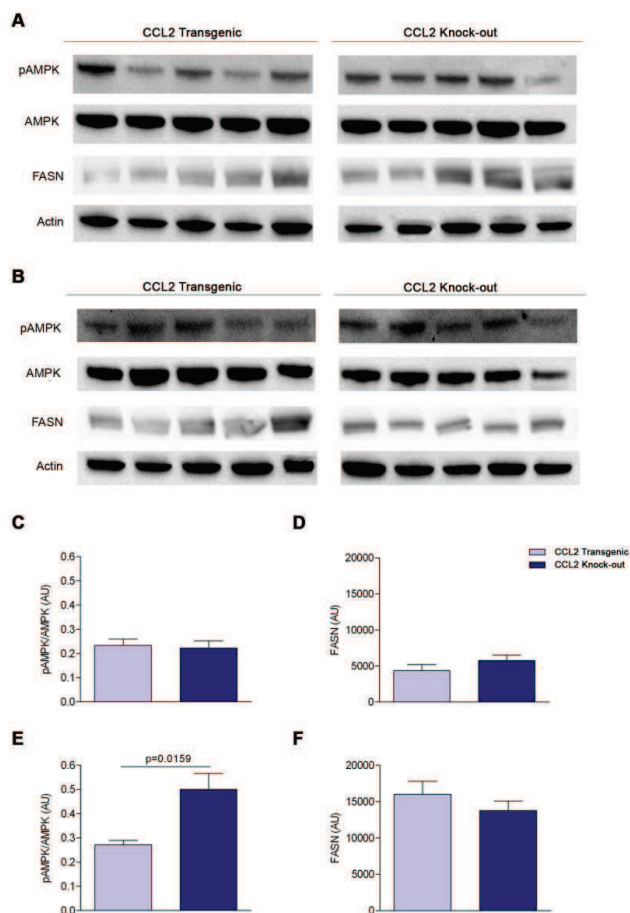 A
CCL2 Transgenic
CCL2 Knock-out
pAMPK
AMPK
FASN
Actin
B
CCL2 Transgenic
CCL2 Knock-out
pAMPK
AMPK
FASN
Actin
C
pAMPK/AMPK (AU)
0.6
0.5
0.4
0.3
0.2
0.1
0.0
D
CCL2 Transgenic
CCL2 Knock-out
FASN (AU)
20000
15000
10000
5000
0
E
p=0.0159
pAMPK/AMPK (AU)
0.6
0.5
0.4
0.3
0.2
0.1
0.0
F
FASN (AU)
20000
15000
10000
5000
0